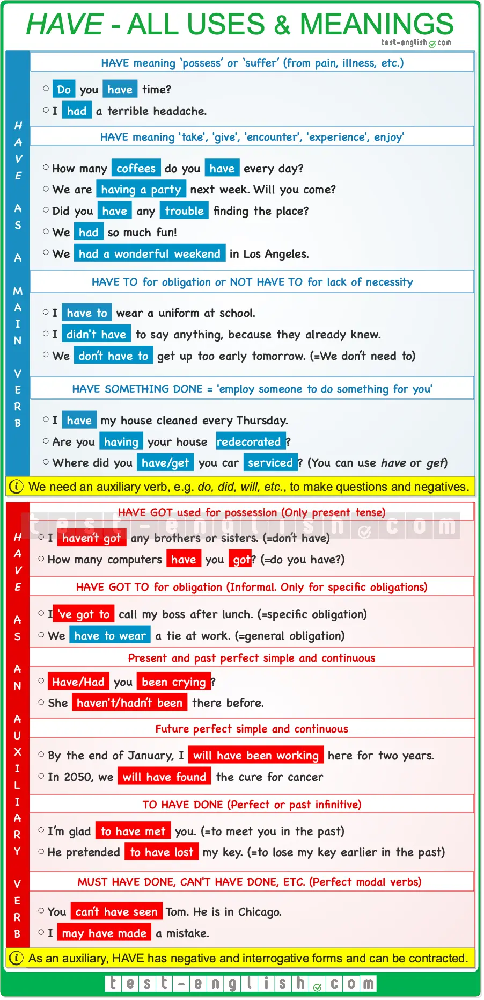 HAVE - ALL USES & MEANINGS
test-english.com
HAVE AS A MAIN VERB
HAVE meaning ‘possess’ or ‘suffer’ (from pain, illness, etc.)
Do you have time?
I had a terrible headache.
HAVE meaning 'take', 'give', 'encounter', 'experience', enjoy'
How many coffees do you have every day?
We are having a party next week. Will you come?
Did you have any trouble finding the place?
We had so much fun!
We had a wonderful weekend in Los Angeles.
HAVE TO for obligation or NOT HAVE TO for lack of necessity
I have to wear a uniform at school.
I didn't have to say anything, because they already knew.
We don’t have to get up too early tomorrow. (=We don’t need to)
HAVE SOMETHING DONE = 'employ someone to do something for you'
I have my house cleaned every Thursday.
Are you having your house redecorated ?
Where did you have/get you car serviced ? (You can use have or get)
i We need an auxiliary verb, e.g. do, did, will, etc., to make questions and negatives.
HAVE AS AN AUXILIARY VERB
HAVE GOT used for possession (Only present tense)
test-english.com
I haven’t got any brothers or sisters. (=don’t have)
How many computers have you got? (=do you have?)
HAVE GOT TO for obligation (Informal. Only for specific obligations)
I 've got to call my boss after lunch. (=specific obligation)
We have to wear a tie at work. (=general obligation)
Present and past perfect simple and continuous
Have/Had you been crying ?
She haven't/hadn’t been there before.
Future perfect simple and continuous
By the end of January, I will have been working here for two years.
In 2050, we will have found the cure for cancer
TO HAVE DONE (Perfect or past infinitive)
I’m glad to have met you. (=to meet you in the past)
He pretended to have lost my key. (=to lose my key earlier in the past)
MUST HAVE DONE, CAN'T HAVE DONE, ETC. (Perfect modal verbs)
You can’t have seen Tom. He is in Chicago.
I may have made a mistake.
i As an auxiliary, HAVE has negative and interrogative forms and can be contracted.
test-english.com